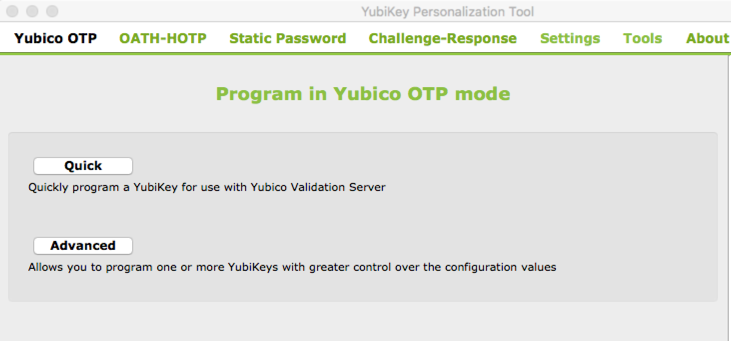 YubiKey Personalization Tool
Yubico OTP OATH-HOTP Static Password Challenge-Response Settings Tools About
Program in Yubico OTP mode
Quick
Quickly program a YubiKey for use with Yubico Validation Server
Advanced
Allows you to program one or more YubiKeys with greater control over the configuration values